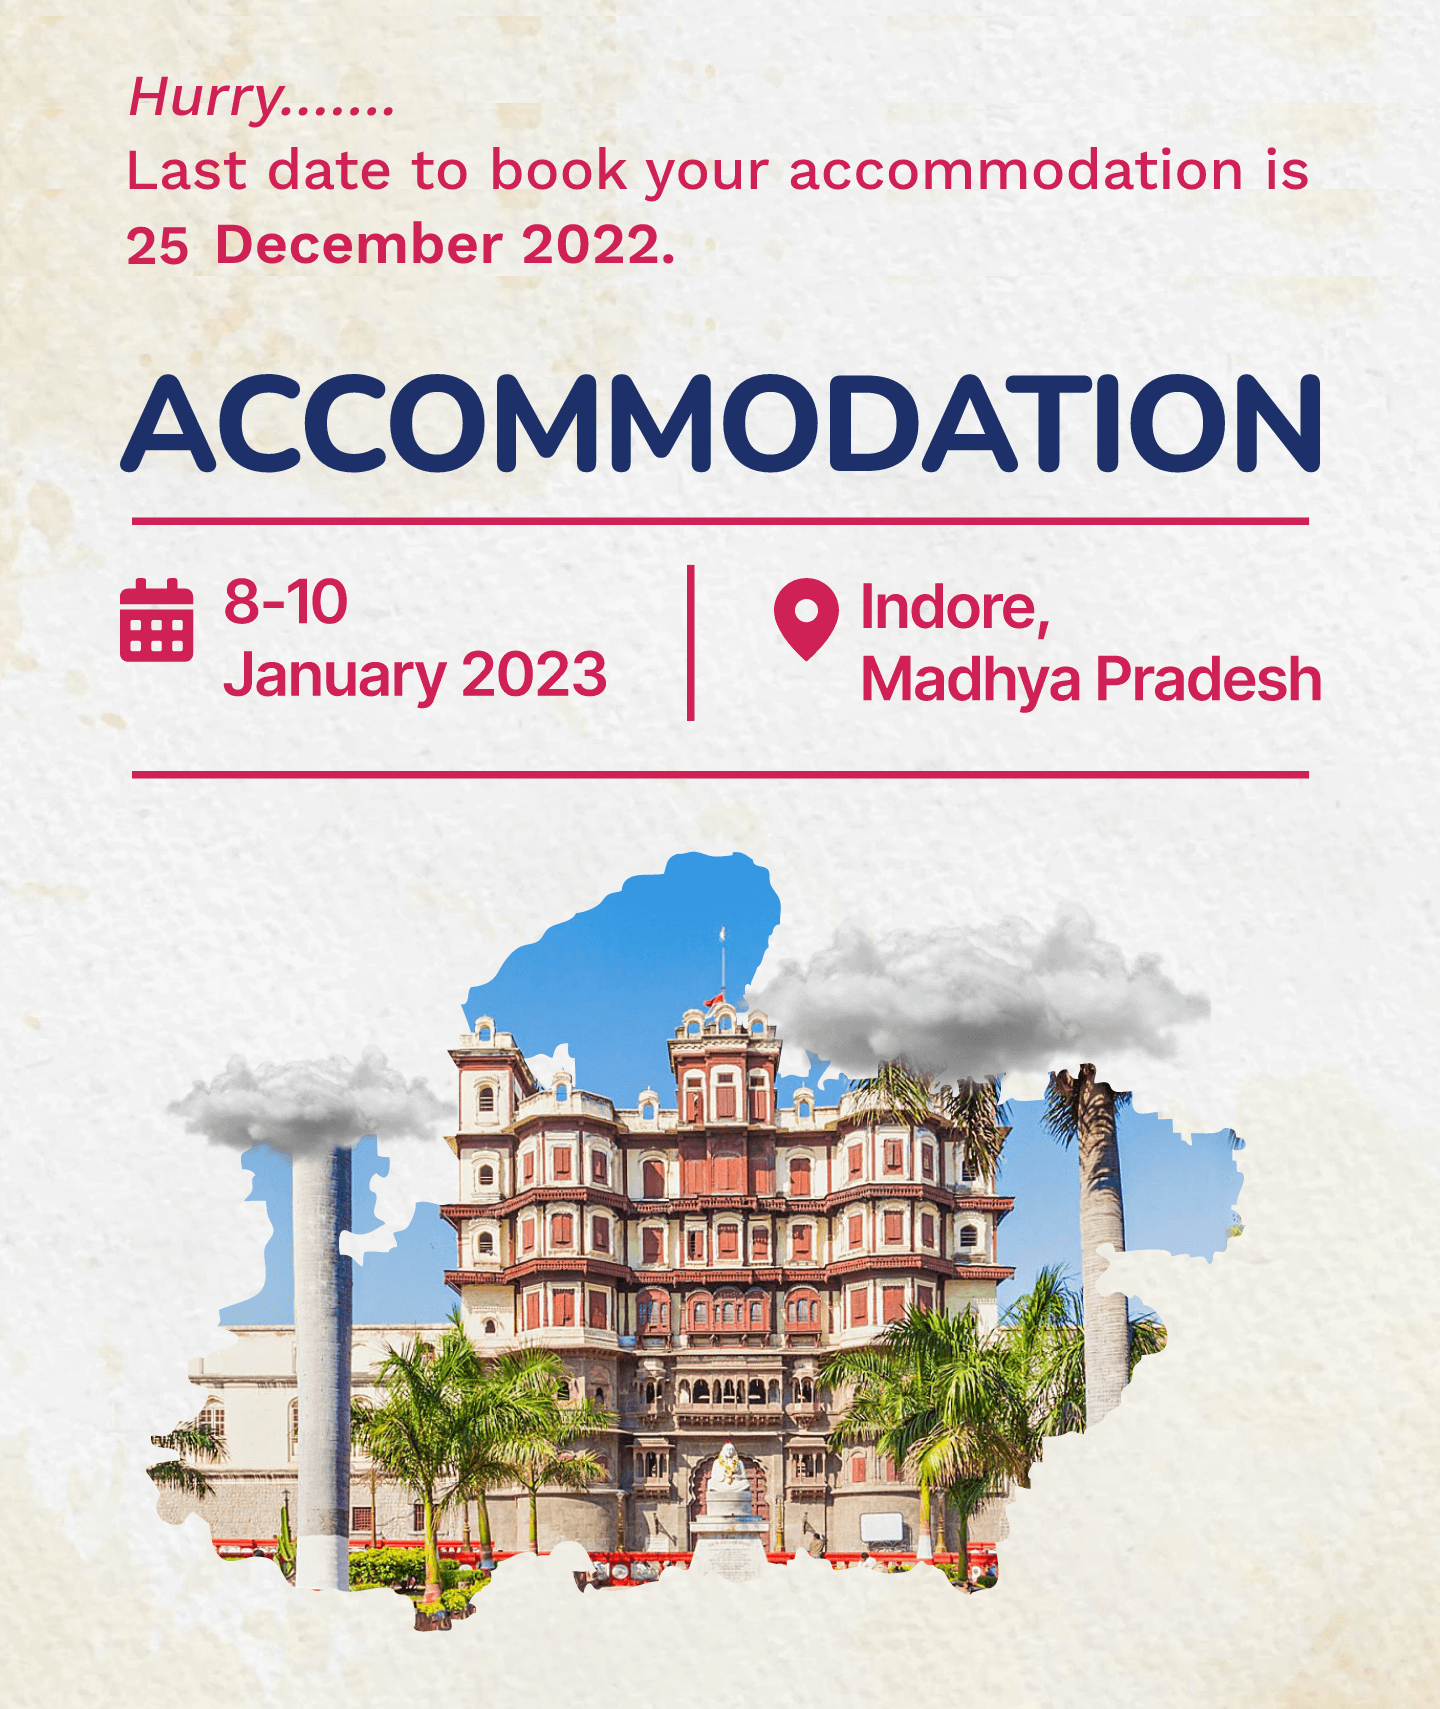 Hurry.......
Last date to book your accommodation is
25 December 2022.
ACCOMMODATION
8-10
January 2023
Indore,
Madhya Pradesh